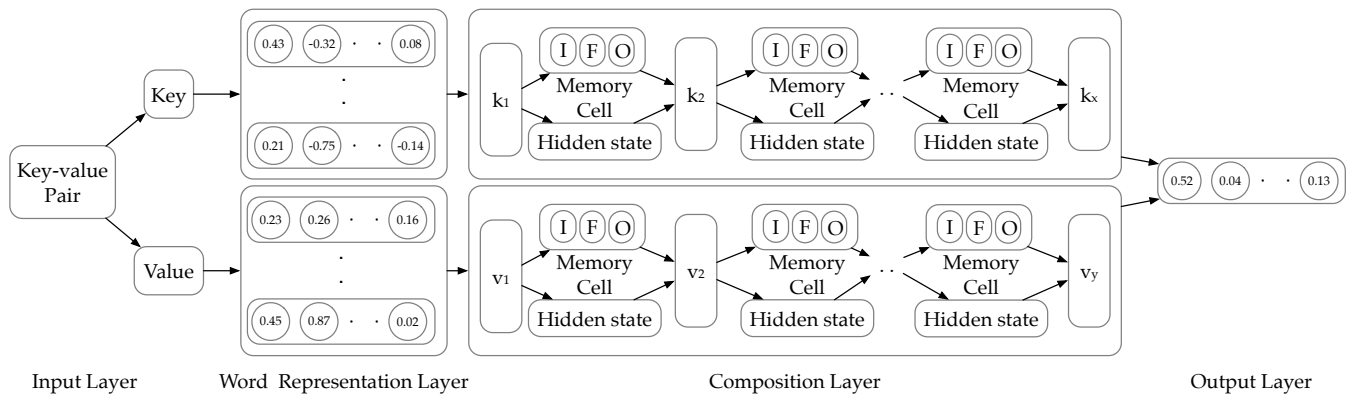 Key-value
Pair
Key
Value
0.43 -0.32 · · 0.08
·
·
0.21 -0.75 · · -0.14
0.23 0.26 · · 0.16
·
·
0.45 0.87 · · 0.02
k1
I F O
Memory
Cell
Hidden state
k2
I F O
Memory
Cell
Hidden state
· ·
I F O
Memory
Cell
Hidden state
kx
v1
I F O
Memory
Cell
Hidden state
v2
I F O
Memory
Cell
Hidden state
· ·
I F O
Memory
Cell
Hidden state
vy
0.52 0.04 · · 0.13
Input Layer
Word Representation Layer
Composition Layer
Output Layer